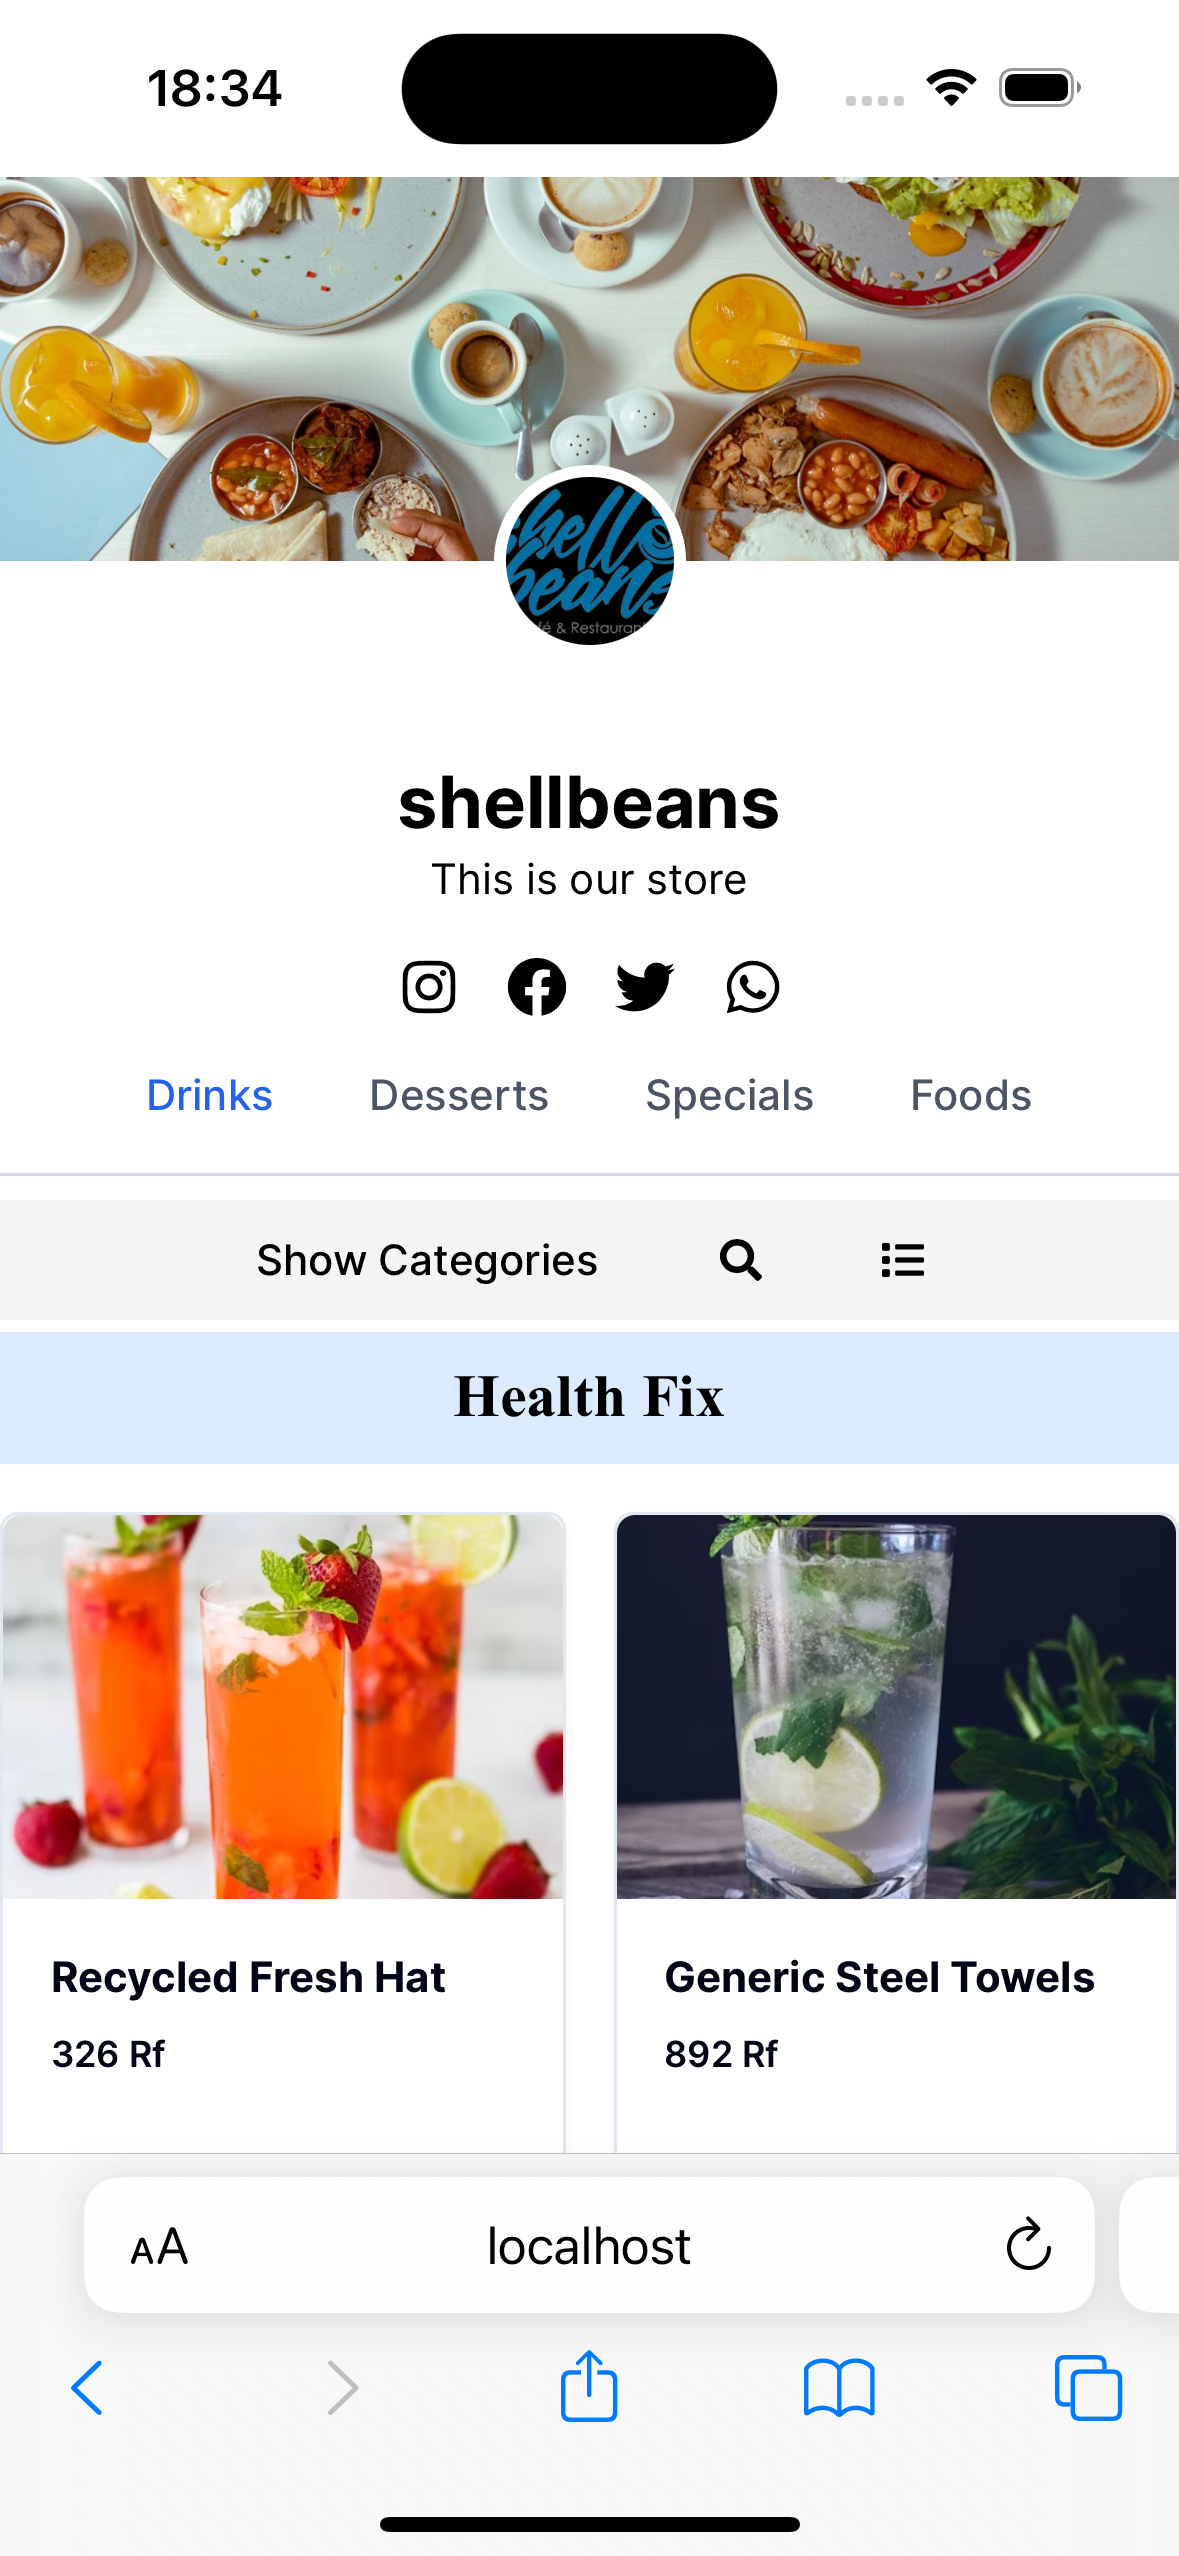 18:34
shell
beans
fé & Restauran
shellbeans
This is our store
Drinks Desserts Specials Foods
Show Categories
Health Fix
Recycled Fresh Hat Generic Steel Towels
326 Rf 892 Rf
AA localhost